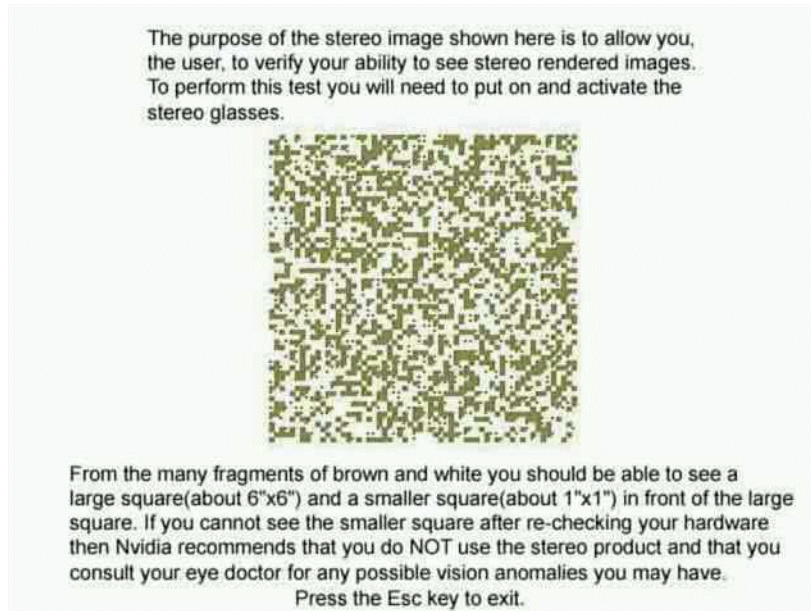 The purpose of the stereo image shown here is to allow you,
the user, to verify your ability to see stereo rendered images.
To perform this test you will need to put on and activate the
stereo glasses.
From the many fragments of brown and white you should be able to see a
large square(about 6"x6") and a smaller square(about 1"x1") in front of the large
square. If you cannot see the smaller square after re-checking your hardware
then Nvidia recommends that you do NOT use the stereo product and that you
consult your eye doctor for any possible vision anomalies you may have.
Press the Esc key to exit.